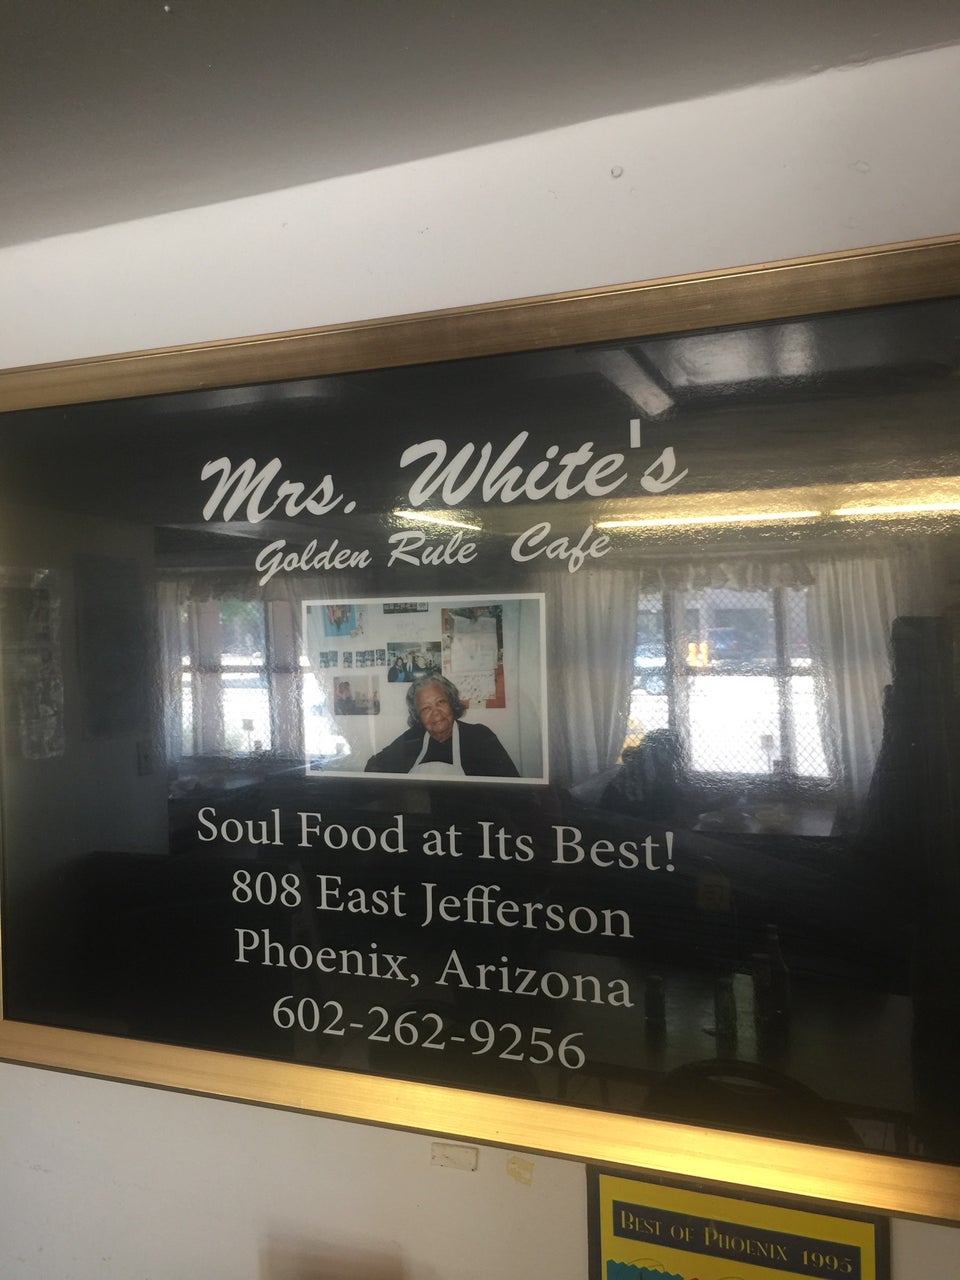 Mrs. White's
Golden Rule Cafe
Soul Food at Its Best!
808 East Jefferson
Phoenix, Arizona
602-262-9256
BEST OF PHOENIX 1995